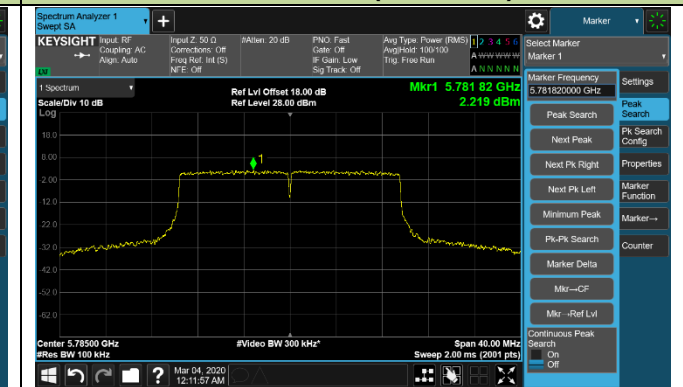 Spectrum Analyzer 1
Swept SA
Marker
KEYSIGHT
Input: RF
Coupling: AC
Align: Auto
Input Z: 50 Ω
Corrections: Off
Freq Ref: Int (S)
NFE: Off
#Atten: 20 dB
PNO: Fast
Gate: Off
IF Gain: Low
Sig Track: Off
Avg Type: Power (RMS)
Avg|Hold: 100/100
Trig: Free Run
1 2 3 4 5 6
A W W W W W
A N N N N N
Select Marker
Marker 1
1 Spectrum
Scale/Div 10 dB
Log
Ref Lvl Offset 18.00 dB
Ref Level 28.00 dBm
Mkr1 5.781 82 GHz
2.219 dBm
18.0
8.00
-2.00
-12.0
-22.0
-32.0
-42.0
-52.0
-62.0
1
Center 5.78500 GHz
#Res BW 100 kHz
#Video BW 300 kHz*
Span 40.00 MHz
Sweep 2.00 ms (2001 pts)
Marker Frequency
5.781820000 GHz
Peak Search
Next Peak
Next Pk Right
Next Pk Left
Minimum Peak
Pk-Pk Search
Marker Delta
Mkr→CF
Mkr→Ref Lvl
Continuous Peak
Search
On
Off
Settings
Peak
Search
Pk Search
Config
Properties
Marker
Function
Marker→
Counter
Mar 04, 2020
12:11:57 AM